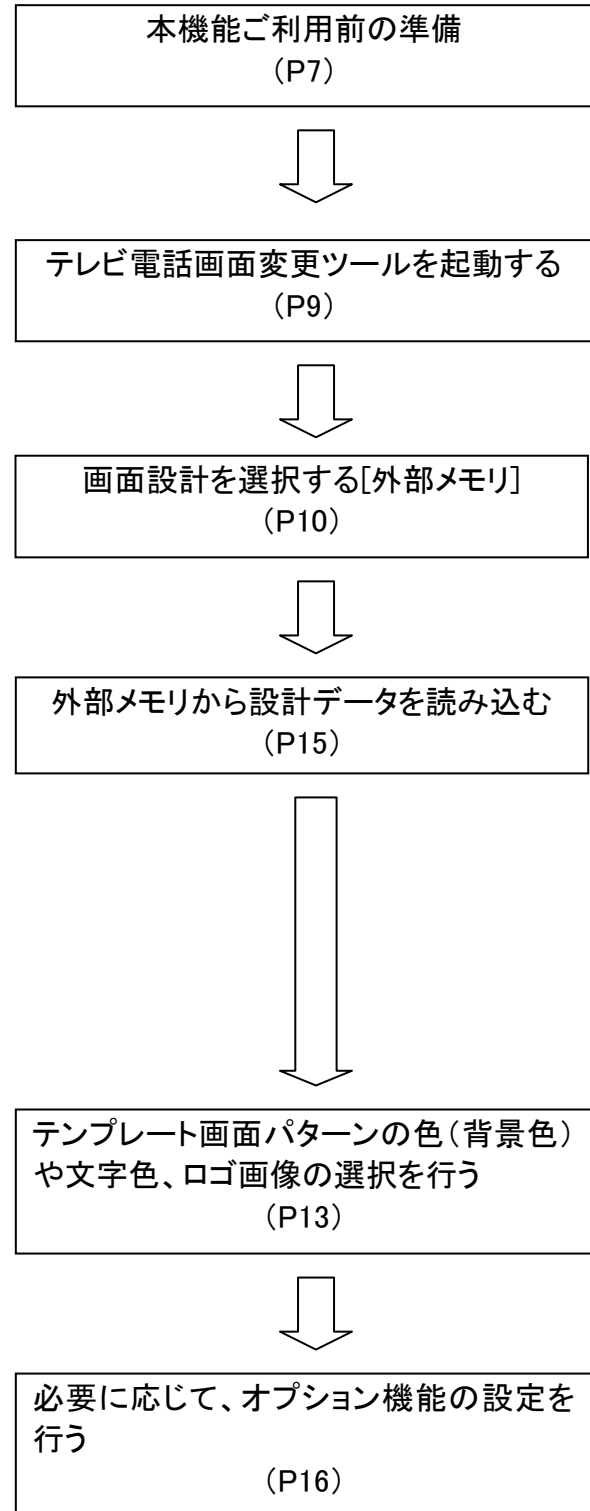 本機能ご利用前の準備
（P7）
テレビ電話画面変更ツールを起動する
（P9）
画面設計を選択する[外部メモリ]
（P10）
外部メモリから設計データを読み込む
（P15）
テンプレート画面パターンの色（背景色）
や文字色、ロゴ画像の選択を行う
（P13）
必要に応じて、オプション機能の設定を
行う
（P16）